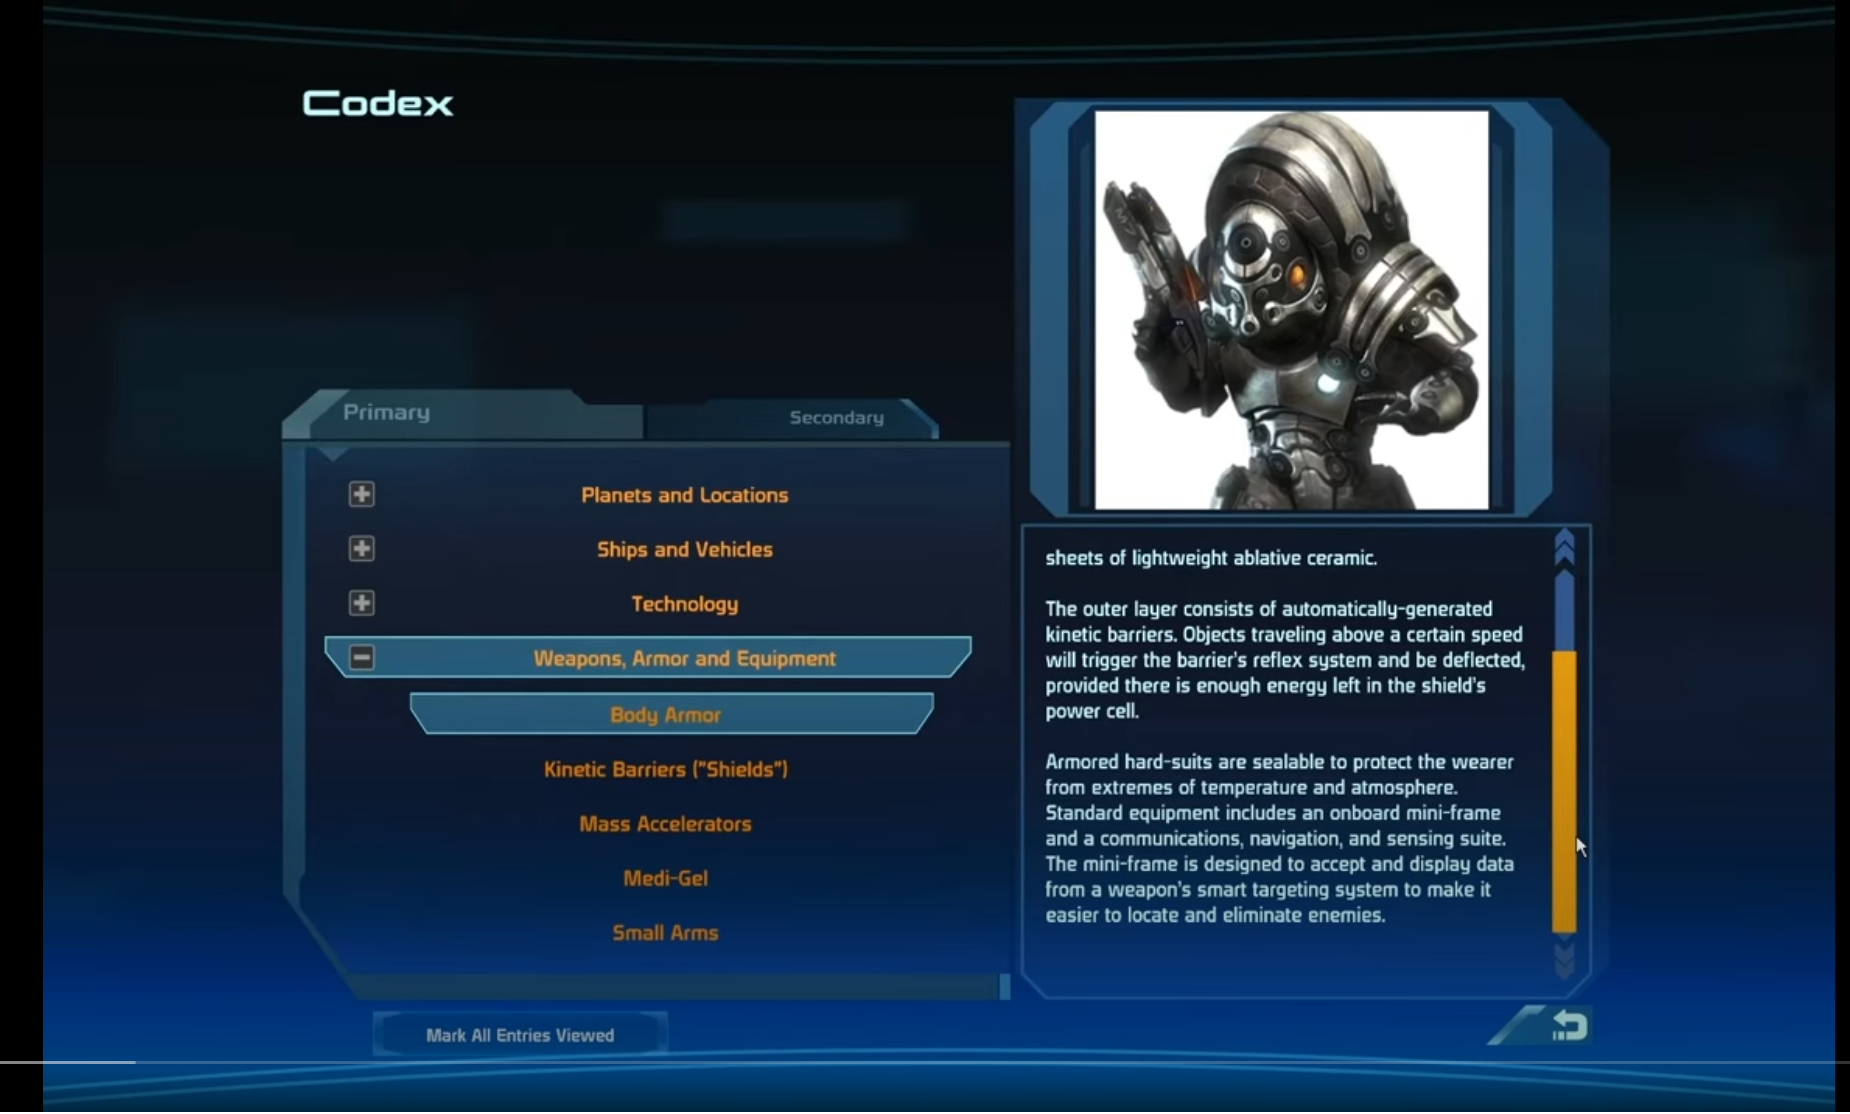 Codex
Primary
Secondary
Planets and Locations
Ships and Vehicles
Technology
Weapons, Armor and Equipment
Body Armor
Kinetic Barriers ("Shields")
Mass Accelerators
Medi-Gel
Small Arms
Mark All Entries Viewed
sheets of lightweight ablative ceramic.
The outer layer consists of automatically-generated
kinetic barriers. Objects traveling above a certain speed
will trigger the barrier's reflex system and be deflected,
provided there is enough energy left in the shield's
power cell.
Armored hard-suits are sealable to protect the wearer
from extremes of temperature and atmosphere.
Standard equipment includes an onboard mini-frame
and a communications, navigation, and sensing suite.
The mini-frame is designed to accept and display data
from a weapon's smart targeting system to make it
easier to locate and eliminate enemies.